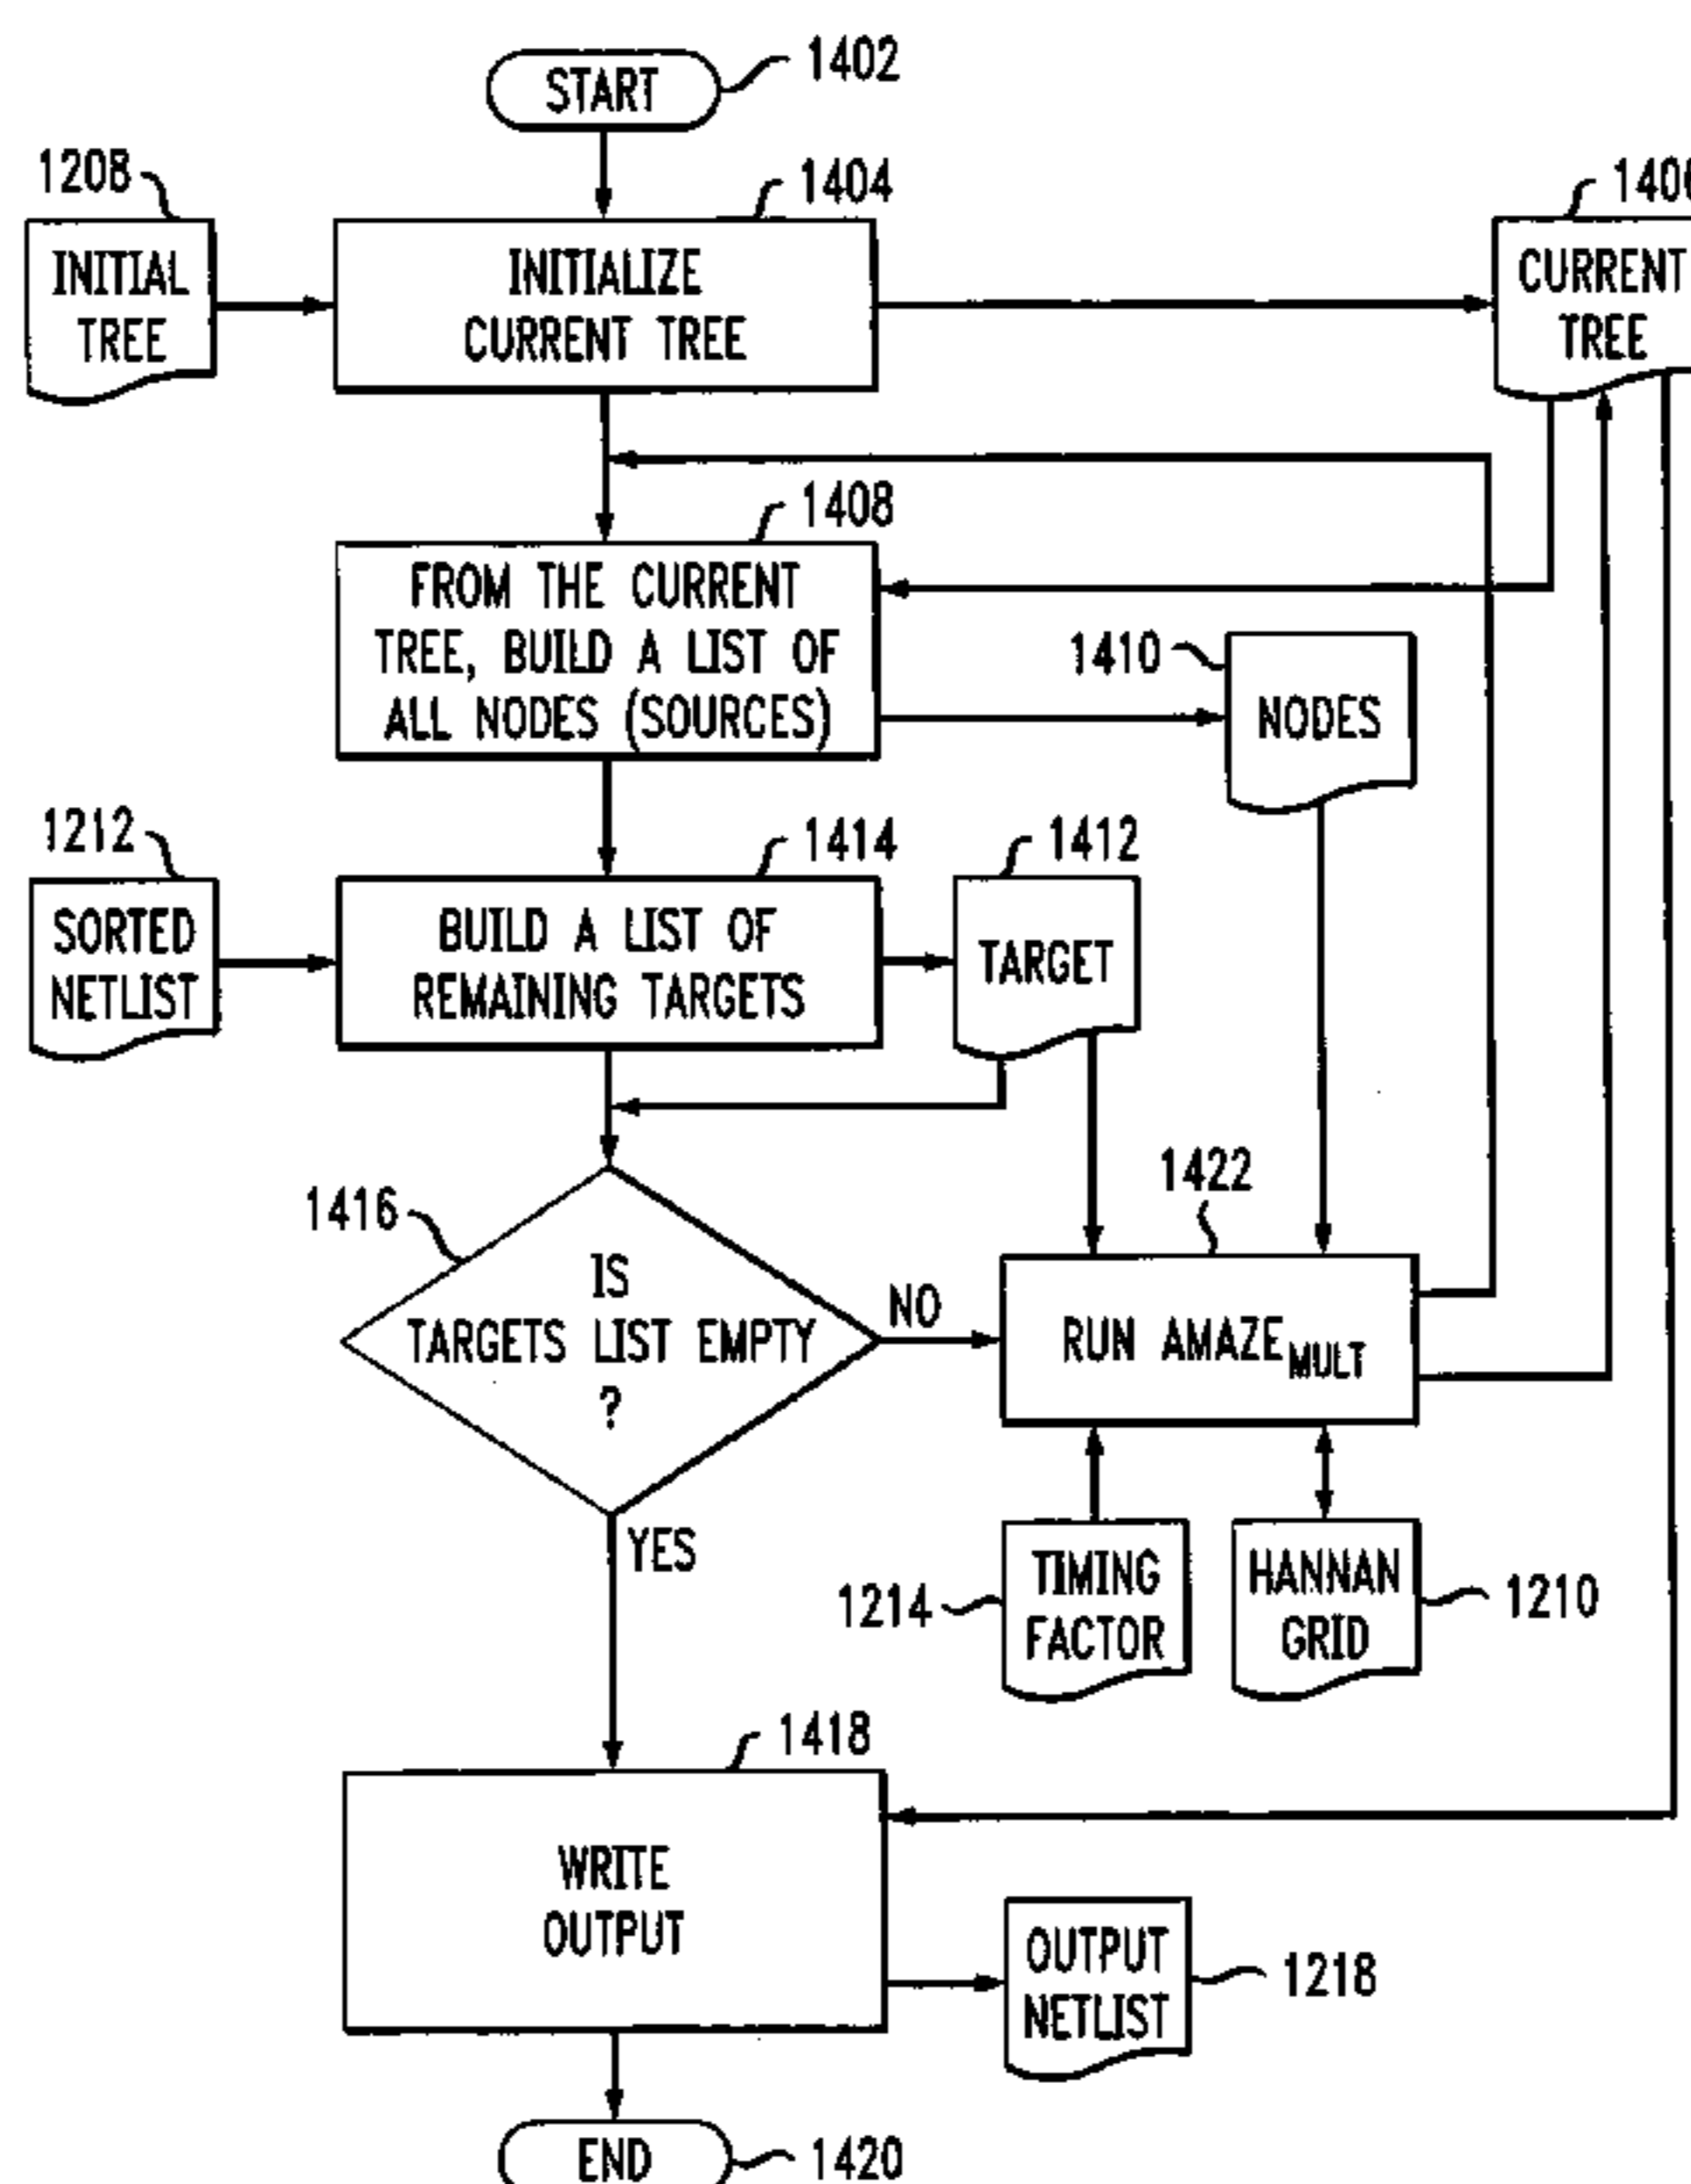 START
1402
1208
1404
1406
INITIAL
TREE
INITIALIZE
CURRENT TREE
CURRENT
TREE
1408
FROM THE CURRENT
TREE, BUILD A LIST OF
ALL NODES (SOURCES)
1410
NODES
1212
1414
1412
SORTED
NETLIST
BUILD A LIST OF
REMAINING TARGETS
TARGET
1416
IS
TARGETS LIST EMPTY
?
NO
1422
RUN AMAZE MULT
YES
1214
TIMING
FACTOR
HANNAN
GRID
1210
1418
WRITE
OUTPUT
OUTPUT
NETLIST
1218
END
1420